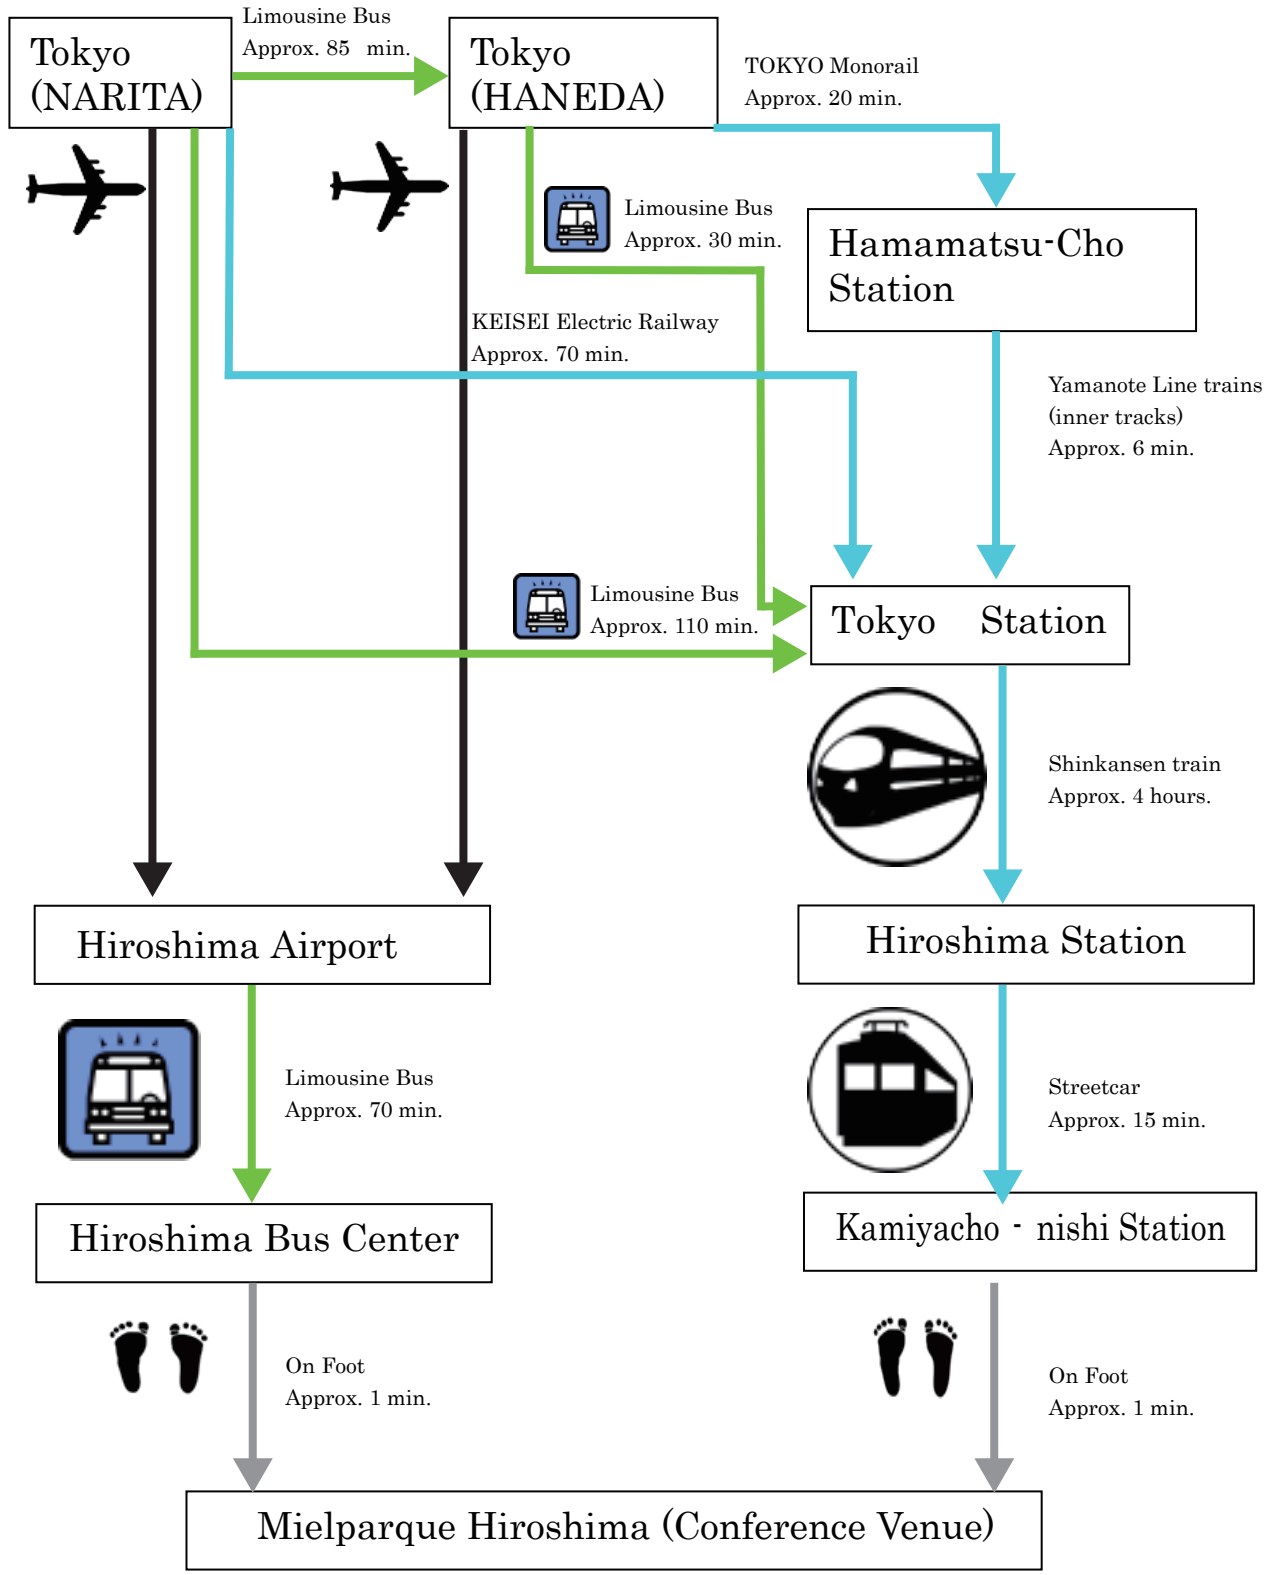 Limousine Bus
Approx. 85 min.
Tokyo
(NARITA)
Tokyo
(HANEDA)
TOKYO Monorail
Approx. 20 min.
Limousine Bus
Approx. 30 min.
Hamamatsu-Cho
Station
KEISEI Electric Railway
Approx. 70 min.
Yamanote Line trains
(inner tracks)
Approx. 6 min.
Limousine Bus
Approx. 110 min.
Tokyo Station
Shinkansen train
Approx. 4 hours.
Hiroshima Airport
Hiroshima Station
Limousine Bus
Approx. 70 min.
Streetcar
Approx. 15 min.
Hiroshima Bus Center
Kamiyacho - nishi Station
On Foot
Approx. 1 min.
On Foot
Approx. 1 min.
Mielparque Hiroshima (Conference Venue)